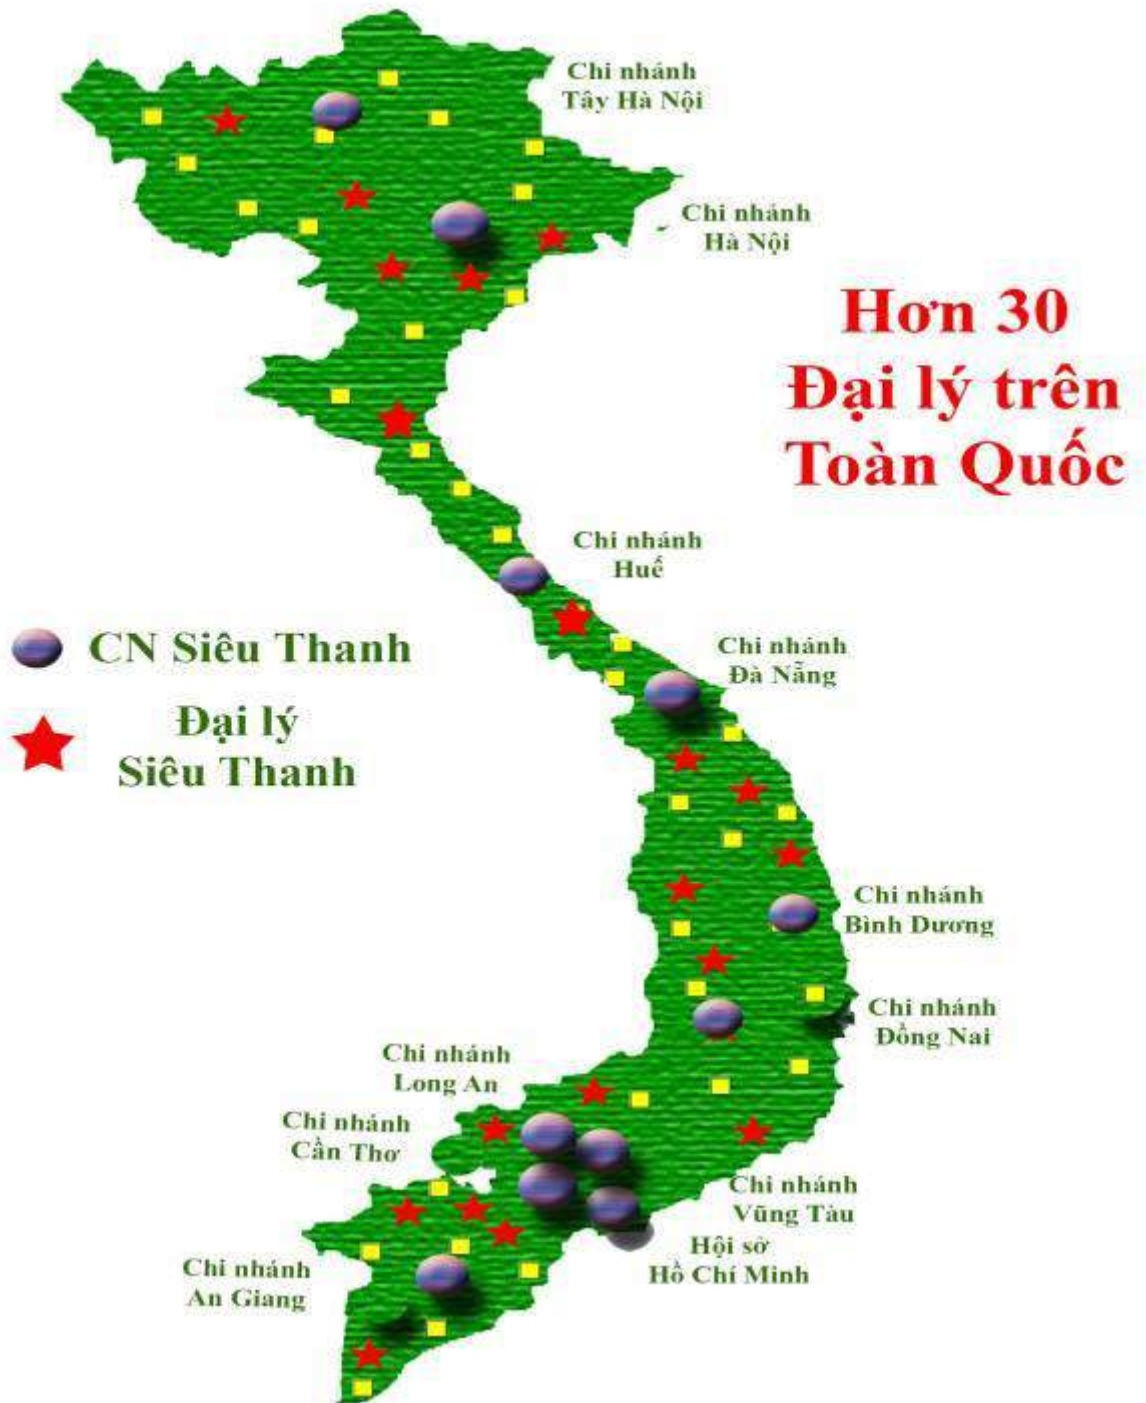 Chi nhánh
Tây Hà Nội
Chi nhánh
Hà Nội
Hơn 30
Đại lý trên
Toàn Quốc
Chi nhánh
Huế
CN Siêu Thanh
Đại lý
Siêu Thanh
Chi nhánh
Đà Nẵng
Chi nhánh
Bình Dương
Chi nhánh
Đồng Nai
Chi nhánh
Long An
Chi nhánh
Cần Thơ
Chi nhánh
Vũng Tàu
Hội sở
Hồ Chí Minh
Chi nhánh
An Giang